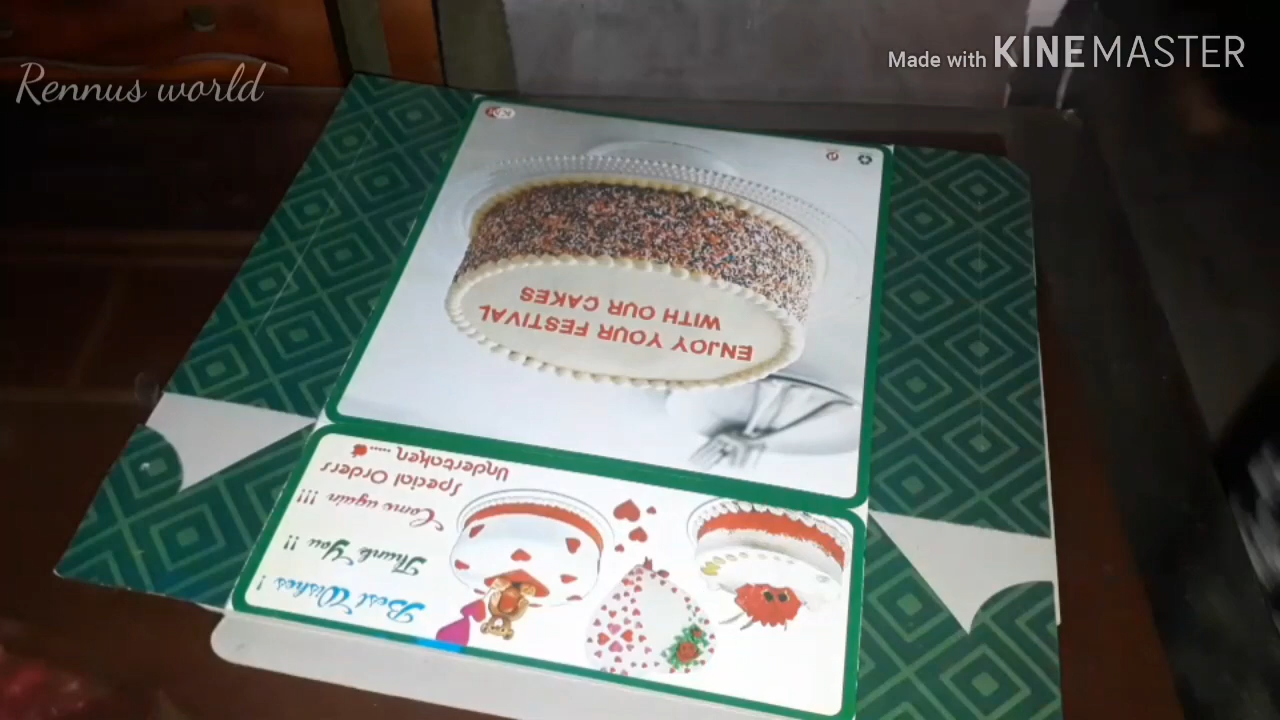 Rennus world
Made with KINEMASTER
ENJOY YOUR FESTIVAL
WITH OUR CAKES
Best Wishes !
Thank You !!
Come again !!!
Special Orders
Undertaken.....